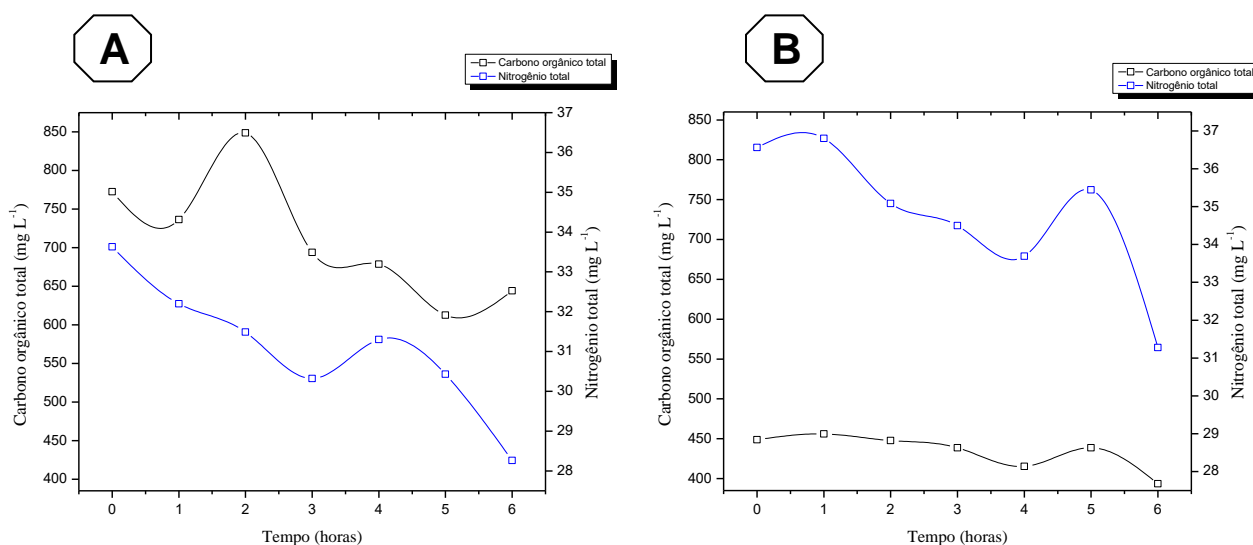 A
Carbono orgânico total
Nitrogênio total
850
800
750
700
650
600
550
500
450
400
Carbono orgânico total (mg L-1)
37
36
35
34
33
32
31
30
29
28
Nitrogênio total (mg L-1)
0 1 2 3 4 5 6
Tempo (horas)
B
Carbono orgânico total
Nitrogênio total
850
800
750
700
650
600
550
500
450
400
Carbono orgânico total (mg L-1)
37
36
35
34
33
32
31
30
29
28
Nitrogênio total (mg L-1)
0 1 2 3 4 5 6
Tempo (horas)